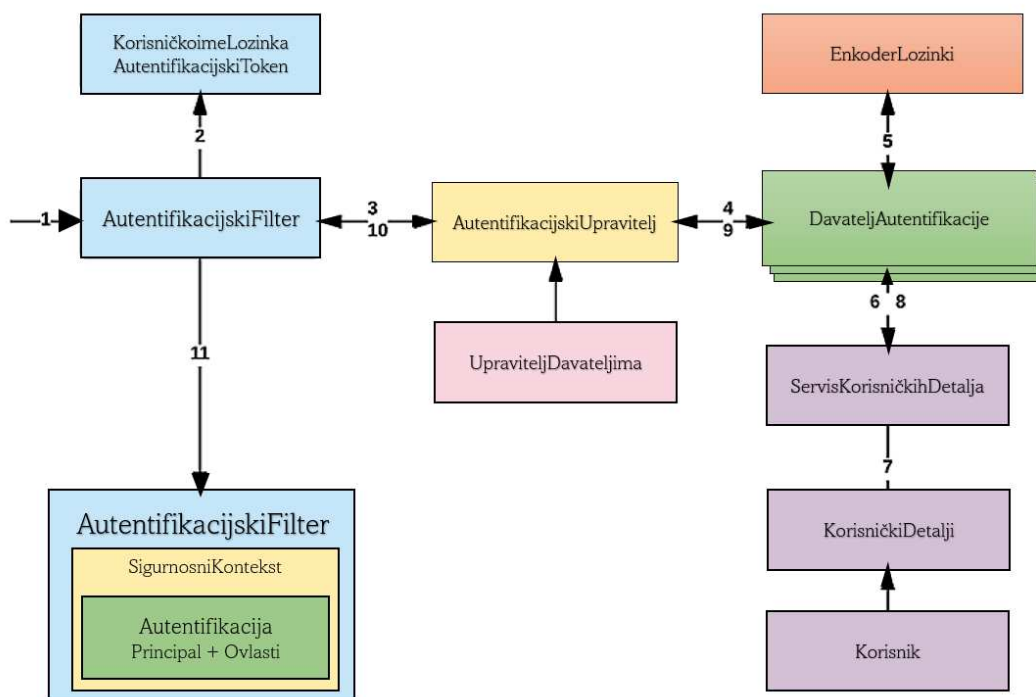 KorisničkoimeLozinka
AutentifikacijskiToken
EnkoderLozinki
2
5
1
AutentifikacijskiFilter
3
10
AutentifikacijskiUpravitelj
4
9
DavateljAutentifikacije
6 8
11
UpraviteljDavateljima
ServisKorisničkihDetalja
7
AutentifikacijskiFilter
SigurnosniKontekst
Autentifikacija
Principal + Ovlasti
KorisničkiDetalji
Korisnik